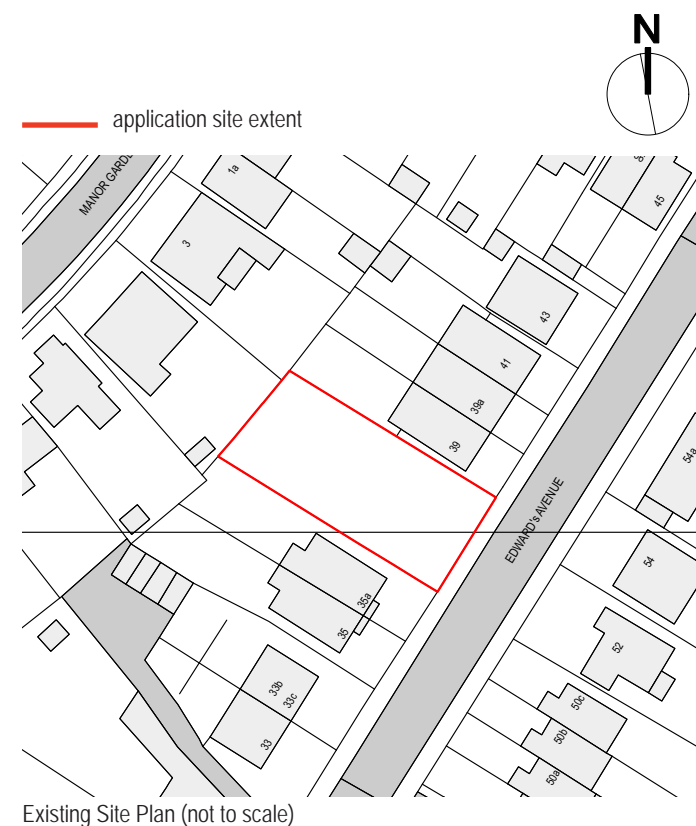 N
application site extent
MANOR GARDE
1a
3
45
43
41
39a
39
EDWARD's AVENUE
54a
54
35a
35
52
33b
33c
33
50c
50b
50a
Existing Site Plan (not to scale)